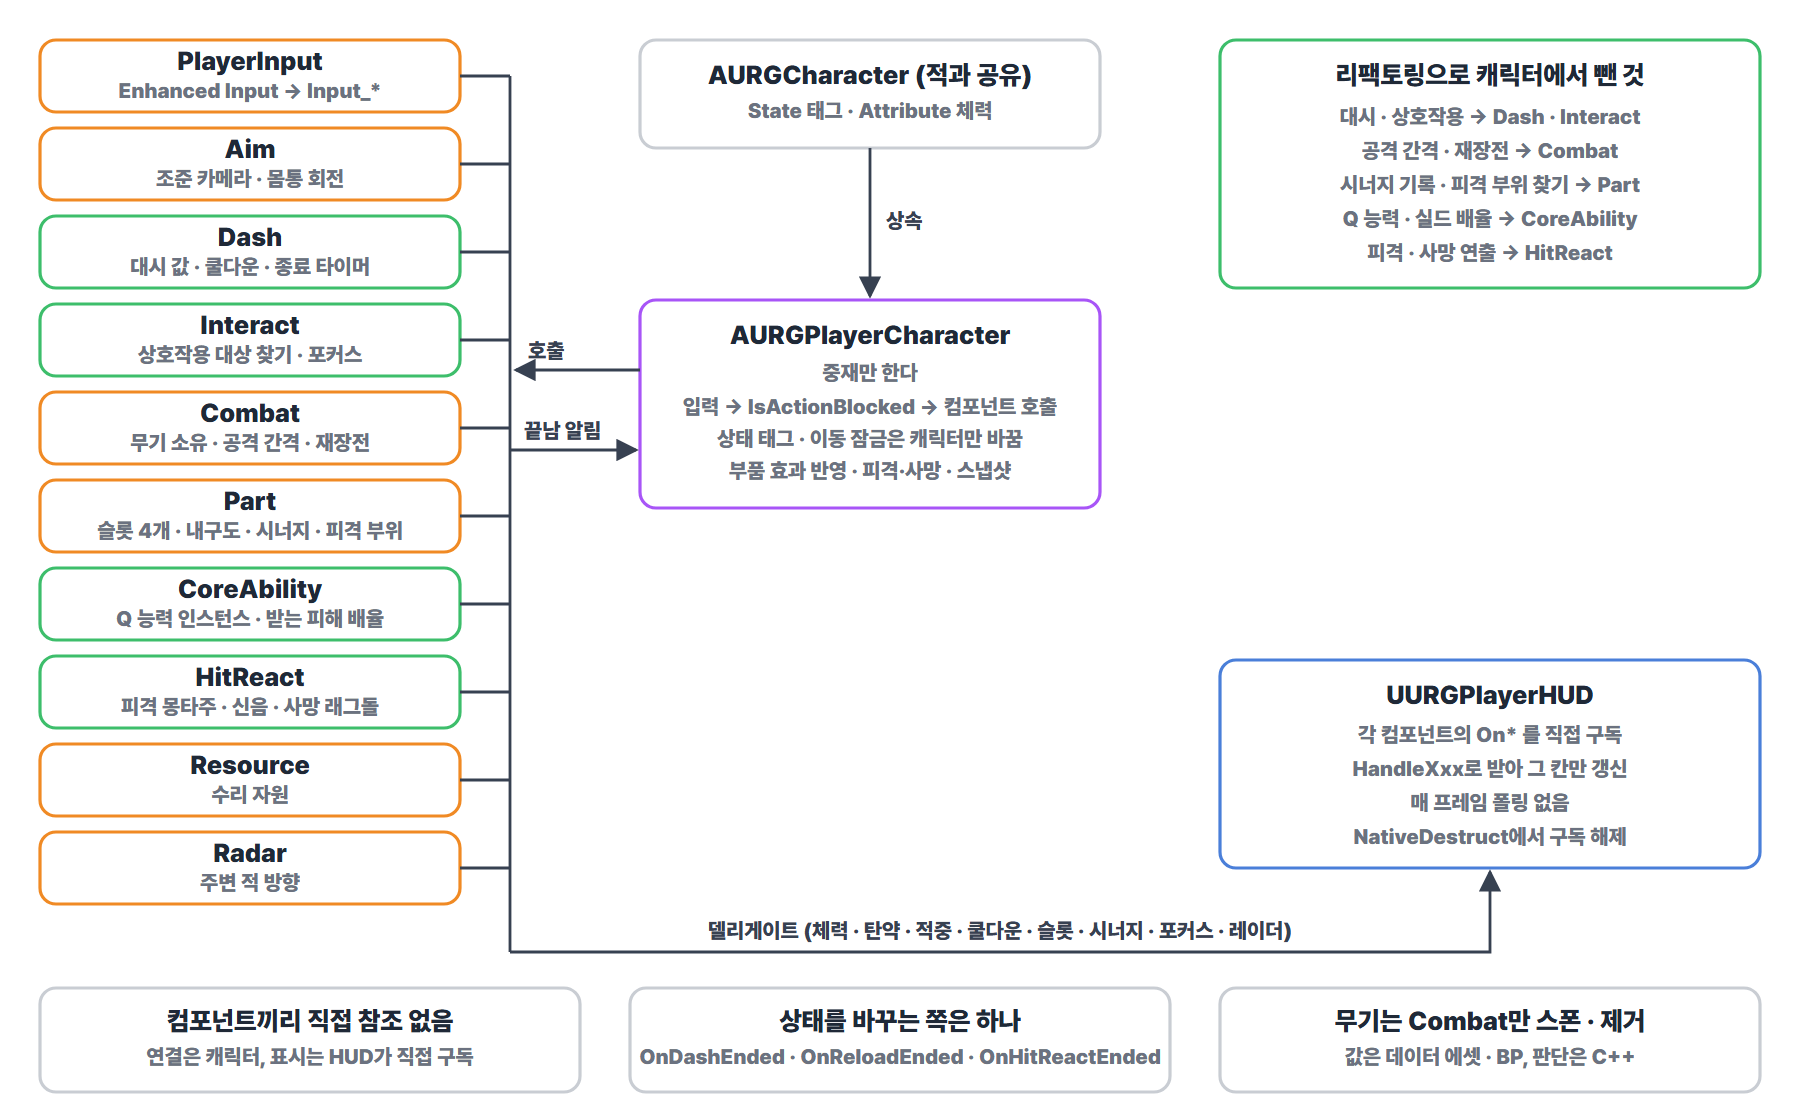 PlayerInput
Enhanced Input → Input_*
Aim
조준 카메라 · 몸통 회전
Dash
대시 값 · 쿨다운 · 종료 타이머
Interact
상호작용 대상 찾기 · 포커스
Combat
무기 소유 · 공격 간격 · 재장전
Part
슬롯 4개 · 내구도 · 시너지 · 피격 부위
CoreAbility
Q 능력 인스턴스 · 받는 피해 배율
HitReact
피격 몽타주 · 신음 · 사망 래그돌
Resource
수리 자원
Radar
주변 적 방향
AURGCharacter (적과 공유)
State 태그 · Attribute 체력
상속
호출
끝남 알림
AURGPlayerCharacter
중재만 한다
입력 → IsActionBlocked → 컴포넌트 호출
상태 태그 · 이동 잠금은 캐릭터만 바꿈
부품 효과 반영 · 피격·사망 · 스냅샷
리팩토링으로 캐릭터에서 뺀 것
대시 · 상호작용 → Dash · Interact
공격 간격 · 재장전 → Combat
시너지 기록 · 피격 부위 찾기 → Part
Q 능력 · 실드 배율 → CoreAbility
피격 · 사망 연출 → HitReact
UURGPlayerHUD
각 컴포넌트의 On* 를 직접 구독
HandleXxx로 받아 그 칸만 갱신
매 프레임 폴링 없음
NativeDestruct에서 구독 해제
델리게이트 (체력 · 탄약 · 적중 · 쿨다운 · 슬롯 · 시너지 · 포커스 · 레이더)
컴포넌트끼리 직접 참조 없음
연결은 캐릭터, 표시는 HUD가 직접 구독
상태를 바꾸는 쪽은 하나
OnDashEnded · OnReloadEnded · OnHitReactEnded
무기는 Combat만 스폰 · 제거
값은 데이터 에셋 · BP, 판단은 C++